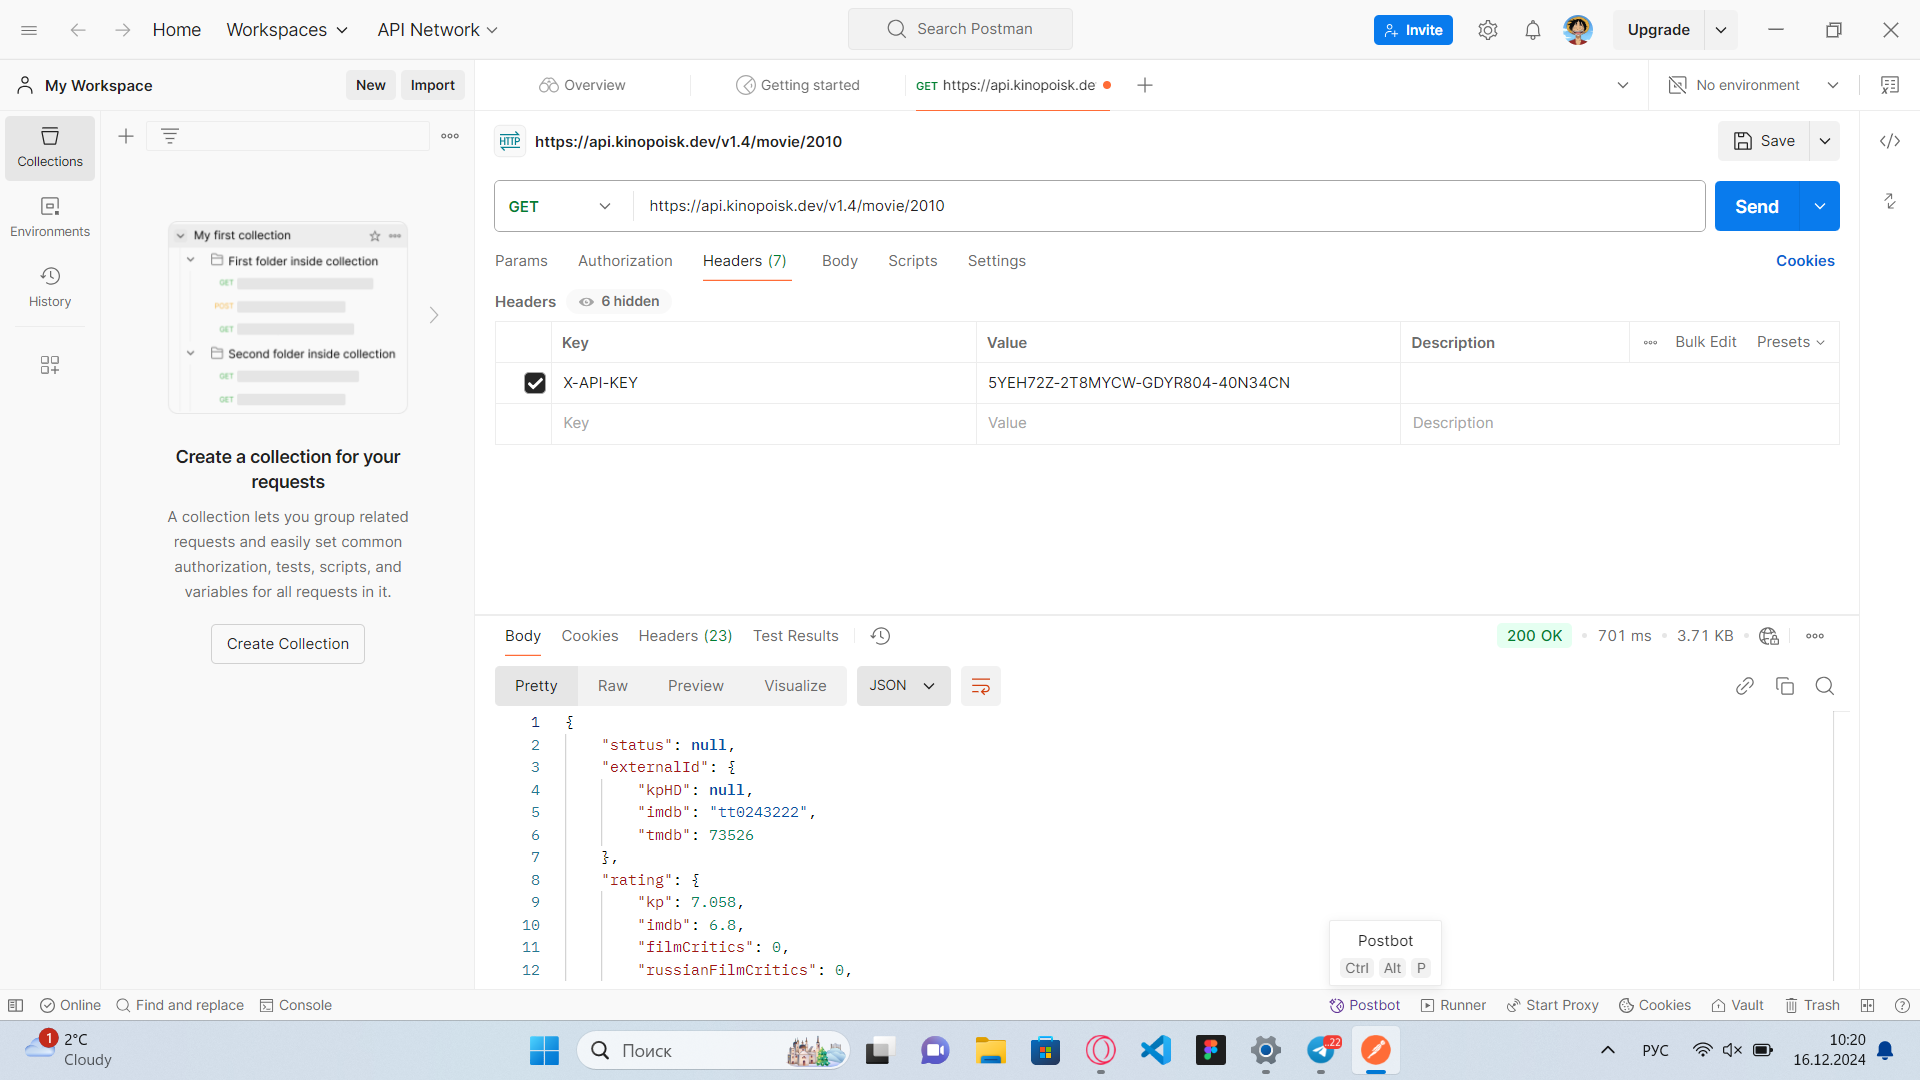 Home
Workspaces
API Network
Search Postman
Invite
Upgrade
My Workspace
New
Import
Overview
Getting started
GET https://api.kinopoisk.de
No environment
Collections
Environments
History
My first collection
First folder inside collection
GET
POST
GET
Second folder inside collection
GET
GET
Create a collection for your
requests
A collection lets you group related
requests and easily set common
authorization, tests, scripts, and
variables for all requests in it.
Create Collection
HTTP
https://api.kinopoisk.dev/v1.4/movie/2010
Save
GET
https://api.kinopoisk.dev/v1.4/movie/2010
Send
Params
Authorization
Headers (7)
Body
Scripts
Settings
Cookies
Headers
6 hidden
Key
Value
Description
Bulk Edit
Presets
X-API-KEY
5YEH72Z-2T8MYCW-GDYR804-40N34CN
Key
Value
Description
Body
Cookies
Headers (23)
Test Results
200 OK
701 ms
3.71 KB
Pretty
Raw
Preview
Visualize
JSON
1 {
2 "status": null,
3 "externalId": {
4 "kpHD": null,
5 "imdb": "tt0243222",
6 "tmdb": 73526
7 },
8 "rating": {
9 "kp": 7.058,
10 "imdb": 6.8,
11 "filmCritics": 0,
12 "russianFilmCritics": 0,
Postbot
Ctrl Alt P
Online
Find and replace
Console
Postbot
Runner
Start Proxy
Cookies
Vault
Trash
1
2°C
Cloudy
Поиск
22
РУС
10:20
16.12.2024